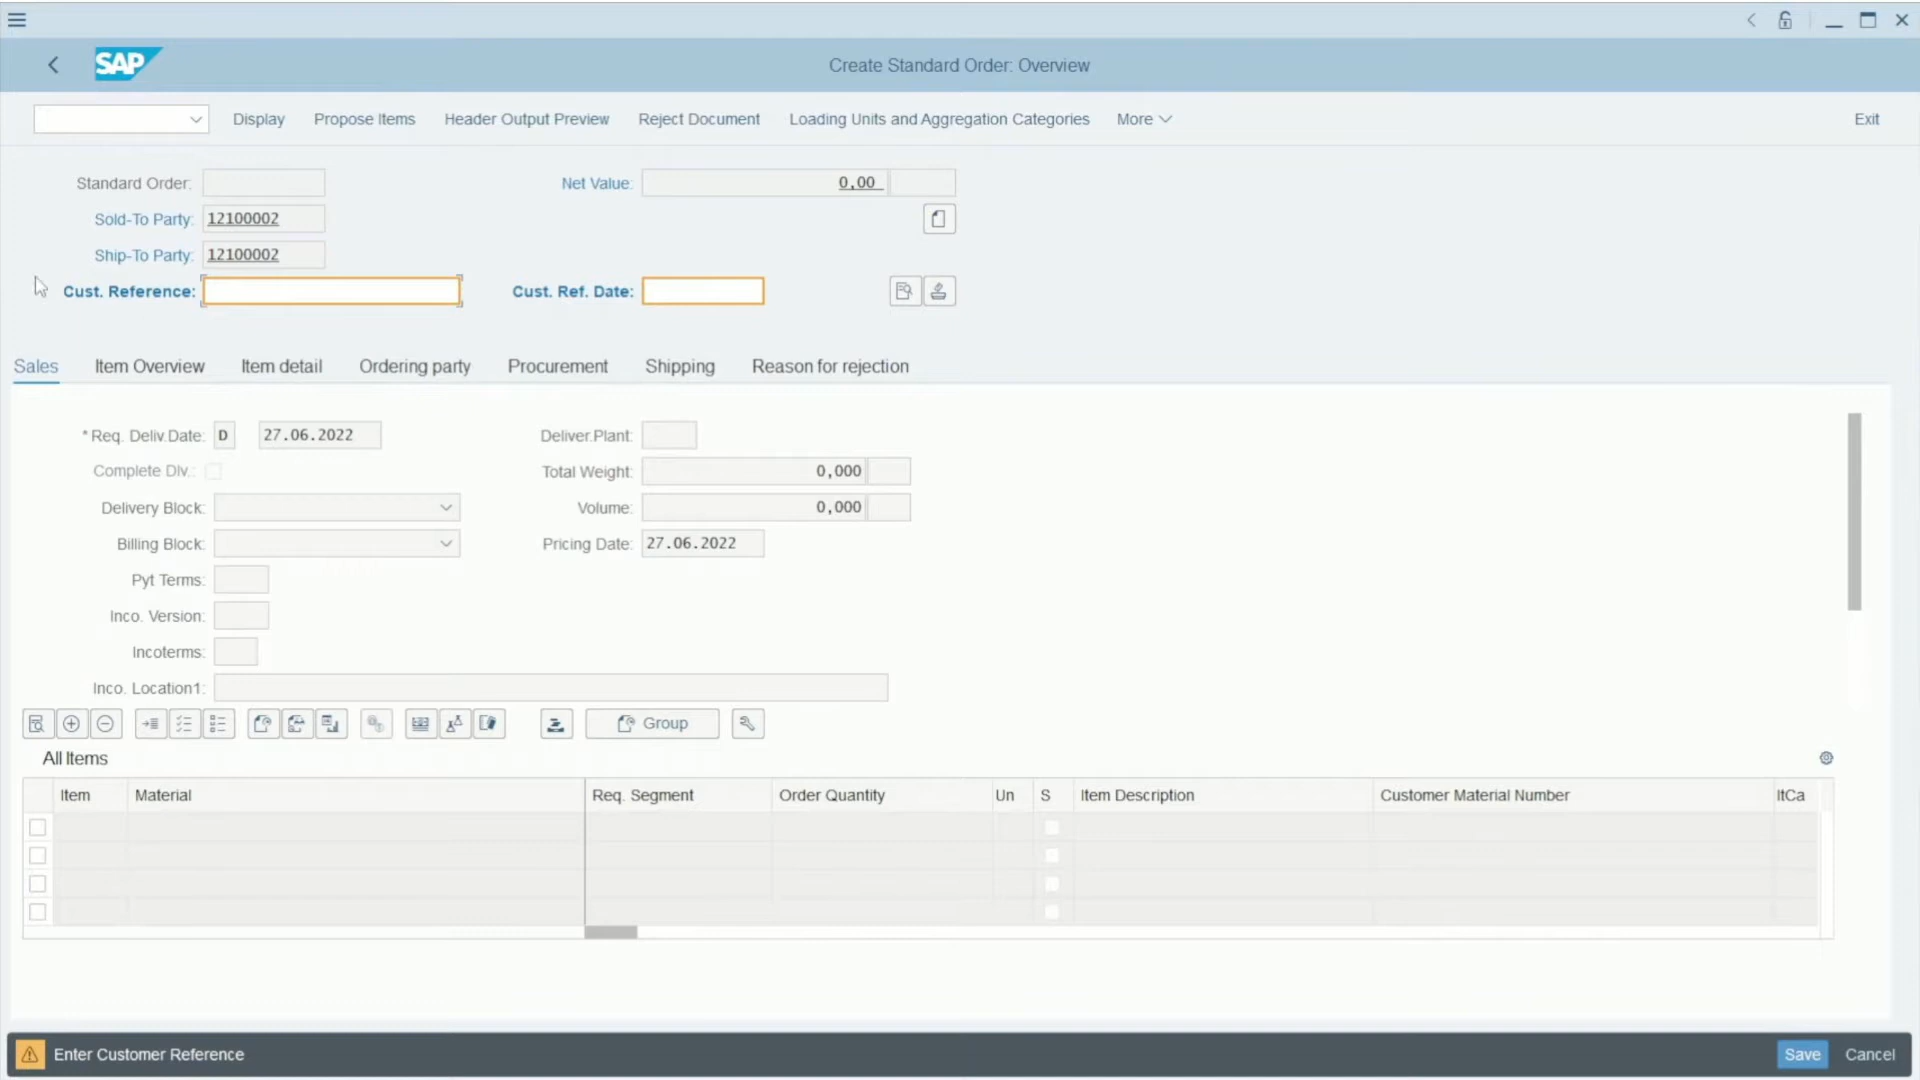 SAP
Create Standard Order: Overview
Display Propose Items Header Output Preview Reject Document Loading Units and Aggregation Categories More Exit
Standard Order: Net Value: 0,00
Sold-To Party: 12100002
Ship-To Party: 12100002
Cust. Reference: Cust. Ref. Date:
Sales Item Overview Item detail Ordering party Procurement Shipping Reason for rejection
* Req. Deliv.Date: D 27.06.2022 Deliver.Plant:
Complete Dlv.: Total Weight: 0,000
Delivery Block: Volume: 0,000
Billing Block: Pricing Date: 27.06.2022
Pyt Terms:
Inco. Version:
Incoterms:
Inco. Location1:
Group
All Items
Item Material Req. Segment Order Quantity Un S Item Description Customer Material Number ItCa
Enter Customer Reference Save Cancel